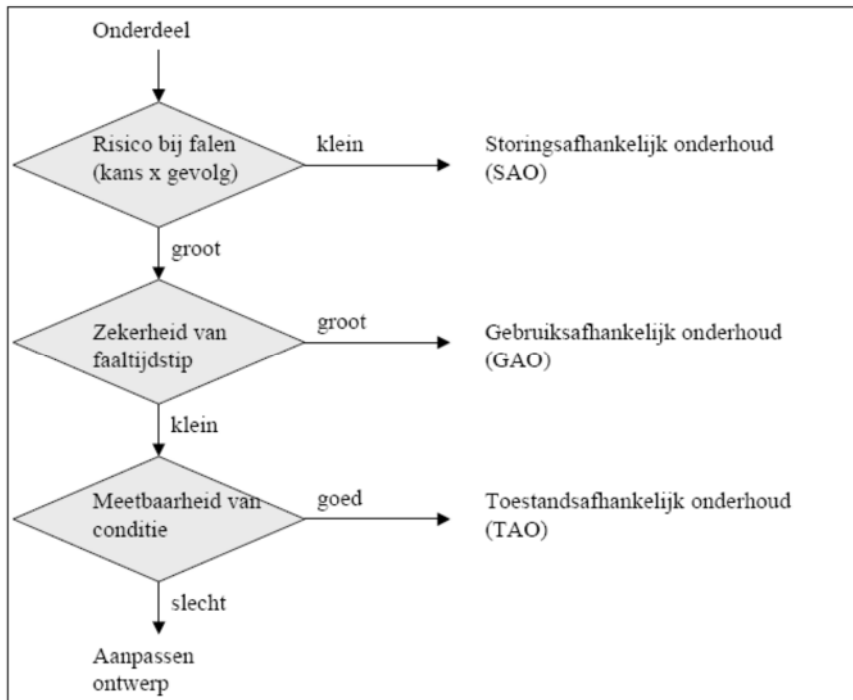 Onderdeel
Risico bij falen
(kans x gevolg)
klein
Storingsafhankelijk onderhoud
(SAO)
groot
Zekerheid van
faaltijdstip
groot
Gebruiksafhankelijk onderhoud
(GAO)
klein
Meetbaarheid van
conditie
goed
Toestandsafhankelijk onderhoud
(TAO)
slecht
Aanpassen
ontwerp